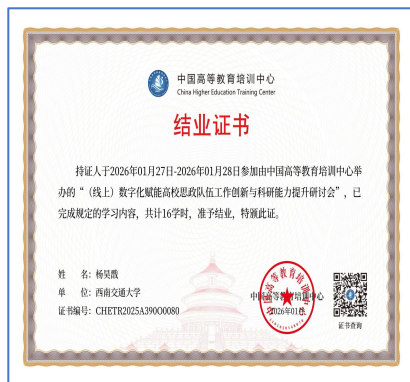 中国高等教育培训中心
China Higher Education Training Center
结业证书
持证人于2026年01月27日-2026年01月28日参加由中国高等教育培训中心举
办的“（线上）数字化赋能高校思政队伍工作创新与科研能力提升研讨会”，已
完成规定的学习内容，共计16学时，准予结业，特颁此证。
姓 名：杨昊戬
单 位：西南交通大学
证书编号：CHETR2025A39O00080
中国高等教育培训中心
2026年01月
证书查询